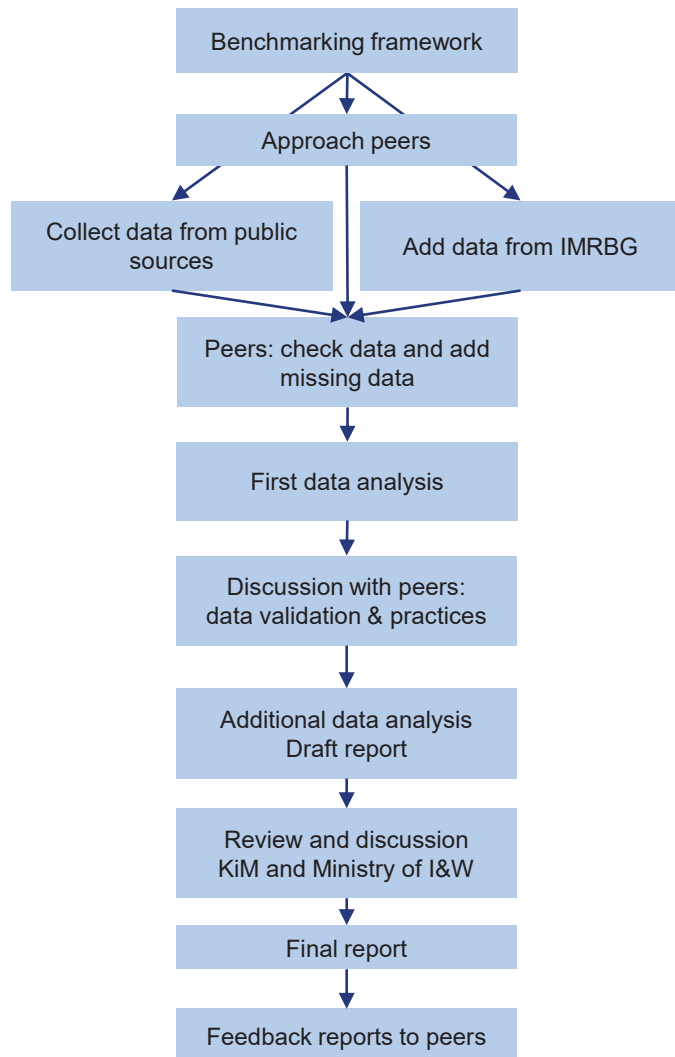 Benchmarking framework
Approach peers
Collect data from public
sources
Add data from IMRBG
Peers: check data and add
missing data
First data analysis
Discussion with peers:
data validation & practices
Additional data analysis
Draft report
Review and discussion
KiM and Ministry of I&W
Final report
Feedback reports to peers